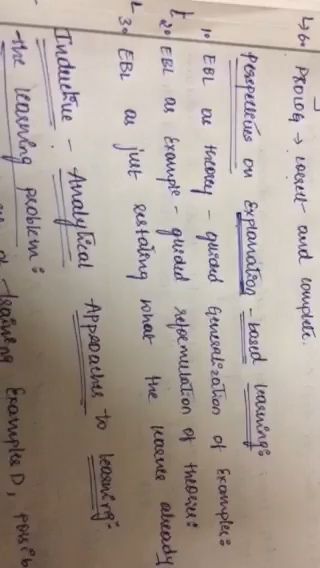 ↳6. PROLOG → correct and complete.
Perspectives on Explanation - based learning:
1. EBL as theory - guided Generalization of Examples:
2. EBL as Example - guided reformulation of theories:
3. EBL as just restating what the learner already
Inductive - Analytical Approaches to learning:
-the learning problem:
training Examples D,